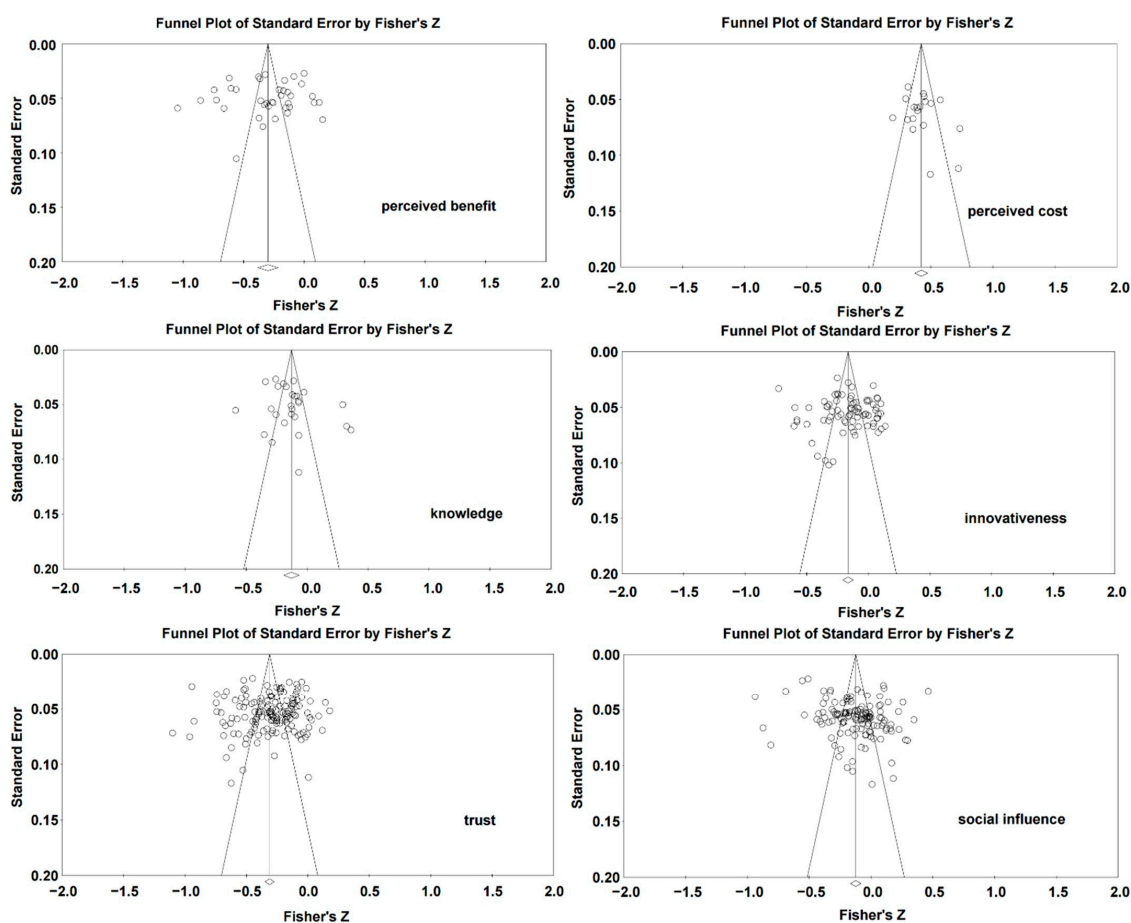 Funnel Plot of Standard Error by Fisher's Z
0.00
0.05
0.10
0.15
0.20
Standard Error
perceived benefit
−2.0 −1.5 −1.0 −0.5 0.0 0.5 1.0 1.5 2.0
Fisher's Z
Funnel Plot of Standard Error by Fisher's Z
0.00
0.05
0.10
0.15
0.20
Standard Error
perceived cost
−2.0 −1.5 −1.0 −0.5 0.0 0.5 1.0 1.5 2.0
Fisher's Z
Funnel Plot of Standard Error by Fisher's Z
0.00
0.05
0.10
0.15
0.20
Standard Error
knowledge
−2.0 −1.5 −1.0 −0.5 0.0 0.5 1.0 1.5 2.0
Fisher's Z
Funnel Plot of Standard Error by Fisher's Z
0.00
0.05
0.10
0.15
0.20
Standard Error
innovativeness
−2.0 −1.5 −1.0 −0.5 0.0 0.5 1.0 1.5 2.0
Fisher's Z
Funnel Plot of Standard Error by Fisher's Z
0.00
0.05
0.10
0.15
0.20
Standard Error
trust
−2.0 −1.5 −1.0 −0.5 0.0 0.5 1.0 1.5 2.0
Fisher's Z
Funnel Plot of Standard Error by Fisher's Z
0.00
0.05
0.10
0.15
0.20
Standard Error
social influence
−2.0 −1.5 −1.0 −0.5 0.0 0.5 1.0 1.5 2.0
Fisher's Z